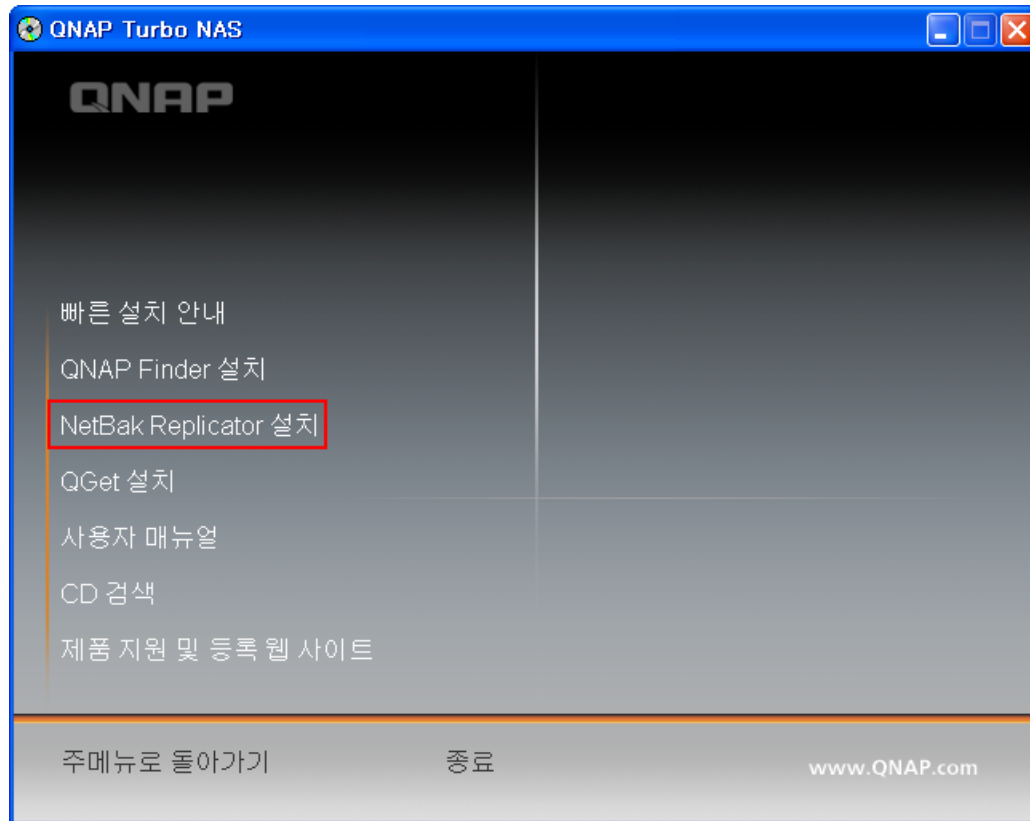 QNAP Turbo NAS
QNAP
빠른 설치 안내
QNAP Finder 설치
NetBak Replicator 설치
QGet 설치
사용자 매뉴얼
CD 검색
제품 지원 및 등록 웹 사이트
주메뉴로 돌아가기
종료
www.QNAP.com